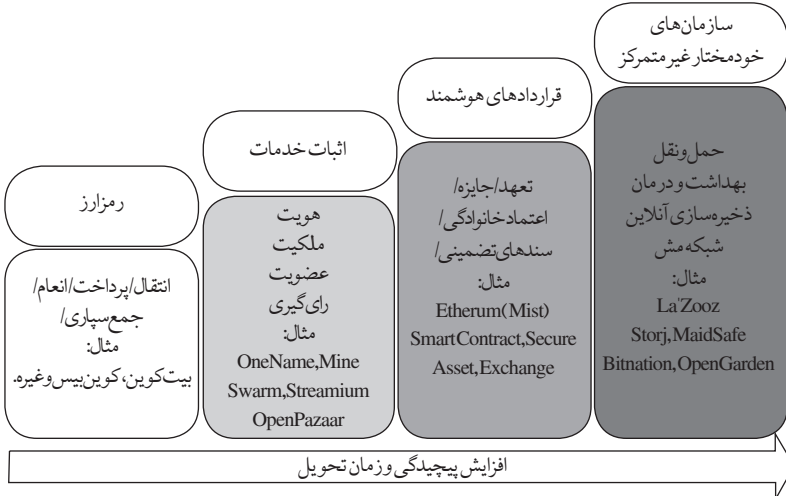 سازمان‌های
خودمختار غیر متمرکز
حمل‌ونقل
بهداشت و درمان
ذخیره‌سازی آنلاین
شبکه مش
مثال:
La'Zooz
Storj,MaidSafe
Bitnation,OpenGarden
قراردادهای هوشمند
تعهد/جایزه/
اعتماد خانوادگی/
سندهای تضمینی/
مثال:
Etherum(Mist)
SmartContract,Secure
Asset,Exchange
اثبات خدمات
هویت
ملکیت
عضویت
رای‌گیری
مثال:
OneName,Mine
Swarm,Streamium
OpenPazaar
رمزارز
انتقال/پرداخت/انعام/
جمع‌سپاری/
مثال:
بیت‌کوین، کوین‌بیس وغیره.
افزایش پیچیدگی و زمان تحویل